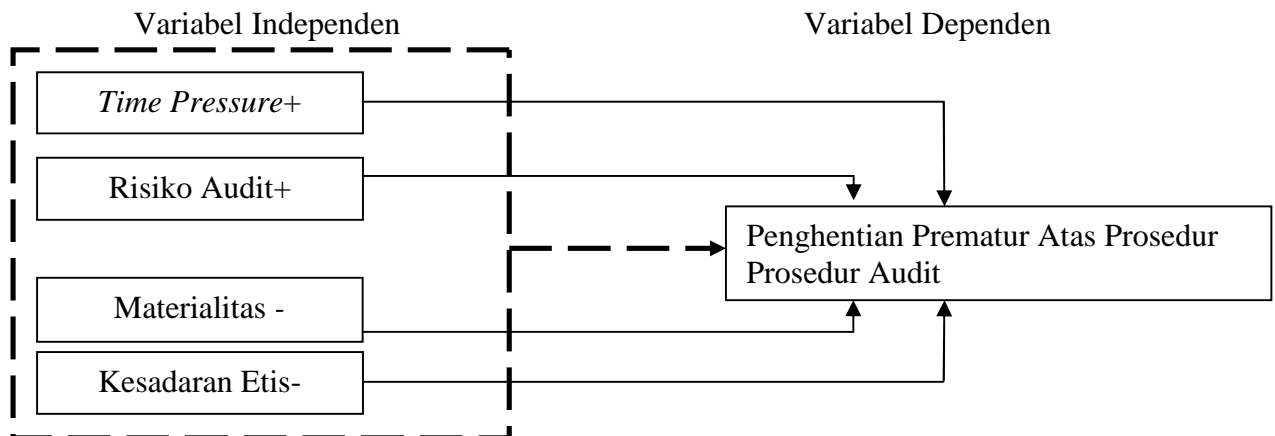 Variabel Independen
Variabel Dependen
Time Pressure+
Risiko Audit+
Penghentian Prematur Atas Prosedur
Prosedur Audit
Materialitas -
Kesadaran Etis-